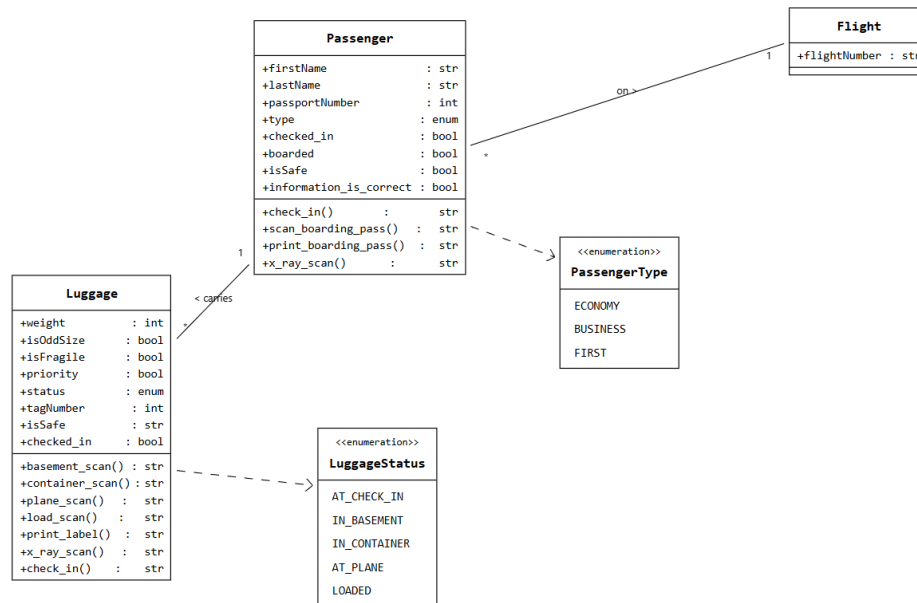 Passenger
+firstName : str
+lastName : str
+passportNumber : int
+type : enum
+checked_in : bool
+boarded : bool
+isSafe : bool
+information_is_correct : bool
+check_in() : str
+scan_boarding_pass() : str
+print_boarding_pass() : str
+x_ray_scan() : str
Flight
+flightNumber : str
1
on >
*
1
< carries
*
Luggage
+weight : int
+isOddSize : bool
+isFragile : bool
+priority : bool
+status : enum
+tagNumber : int
+isSafe : str
+checked_in : bool
+basement_scan() : str
+container_scan() : str
+plane_scan() : str
+load_scan() : str
+print_label() : str
+x_ray_scan() : str
+check_in() : str
<<enumeration>>
PassengerType
ECONOMY
BUSINESS
FIRST
<<enumeration>>
LuggageStatus
AT_CHECK_IN
IN_BASEMENT
IN_CONTAINER
AT_PLANE
LOADED